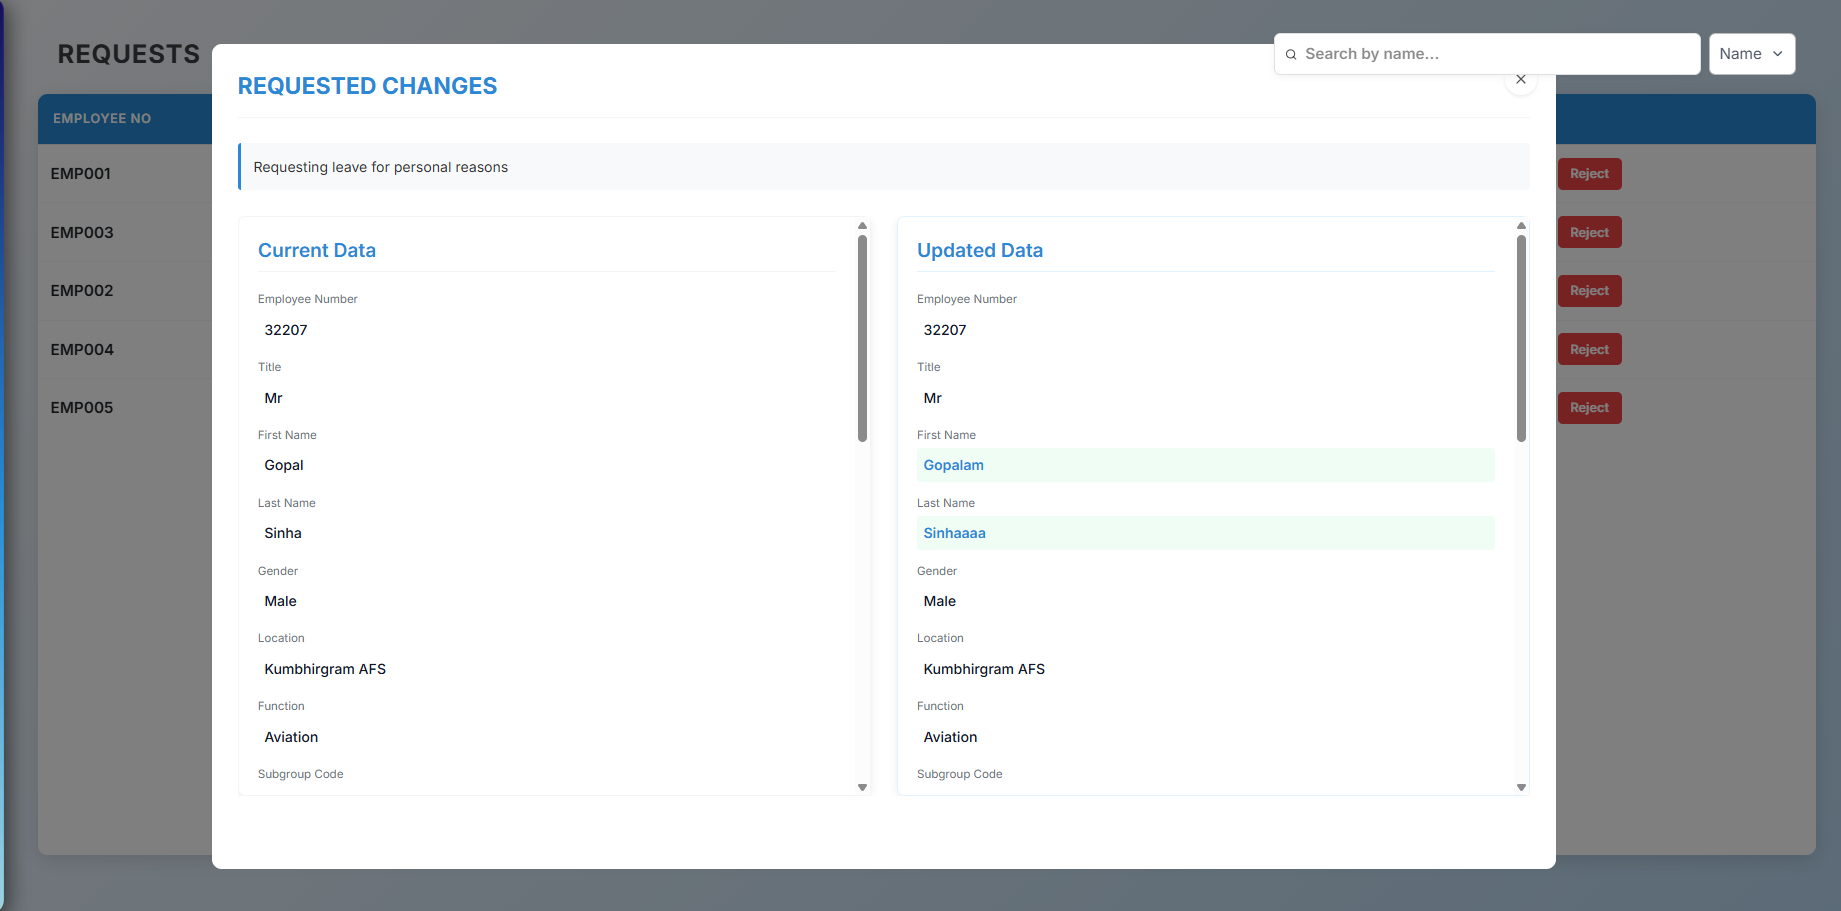 REQUESTS
Search by name...
Name
REQUESTED CHANGES
EMPLOYEE NO
Requesting leave for personal reasons
EMP001
Reject
EMP003
Reject
EMP002
Reject
EMP004
Reject
EMP005
Reject
Current Data
Employee Number
32207
Title
Mr
First Name
Gopal
Last Name
Sinha
Gender
Male
Location
Kumbhirgram AFS
Function
Aviation
Subgroup Code
Updated Data
Employee Number
32207
Title
Mr
First Name
Gopalam
Last Name
Sinhaaaa
Gender
Male
Location
Kumbhirgram AFS
Function
Aviation
Subgroup Code